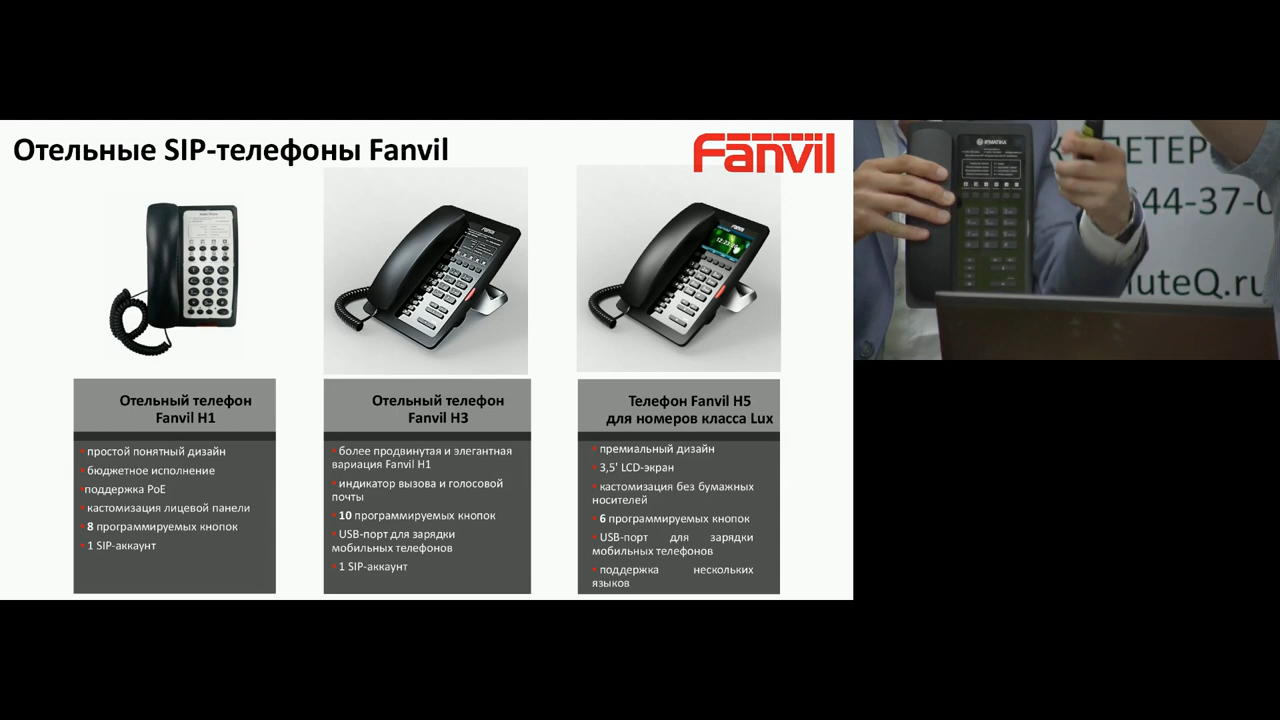 Отельные SIP-телефоны Fanvil
Fanvil
Отельный телефон
Fanvil H1
простой понятный дизайн
бюджетное исполнение
поддержка PoE
кастомизация лицевой панели
8 программируемых кнопок
1 SIP-аккаунт
Отельный телефон
Fanvil H3
более продвинутая и элегантная
вариация Fanvil H1
индикатор вызова и голосовой
почты
10 программируемых кнопок
USB-порт для зарядки
мобильных телефонов
1 SIP-аккаунт
Телефон Fanvil H5
для номеров класса Lux
премиальный дизайн
3,5' LCD-экран
кастомизация без бумажных
носителей
6 программируемых кнопок
USB-порт для зарядки
мобильных телефонов
поддержка нескольких
языков
ПЕТЕР
44-37-0
uteQ.ru